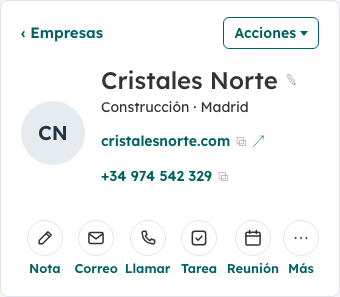 ‹ Empresas
Acciones
Cristales Norte
CN
Construcción · Madrid
cristalesnorte.com
+34 974 542 329
Nota Correo Llamar Tarea Reunión Más